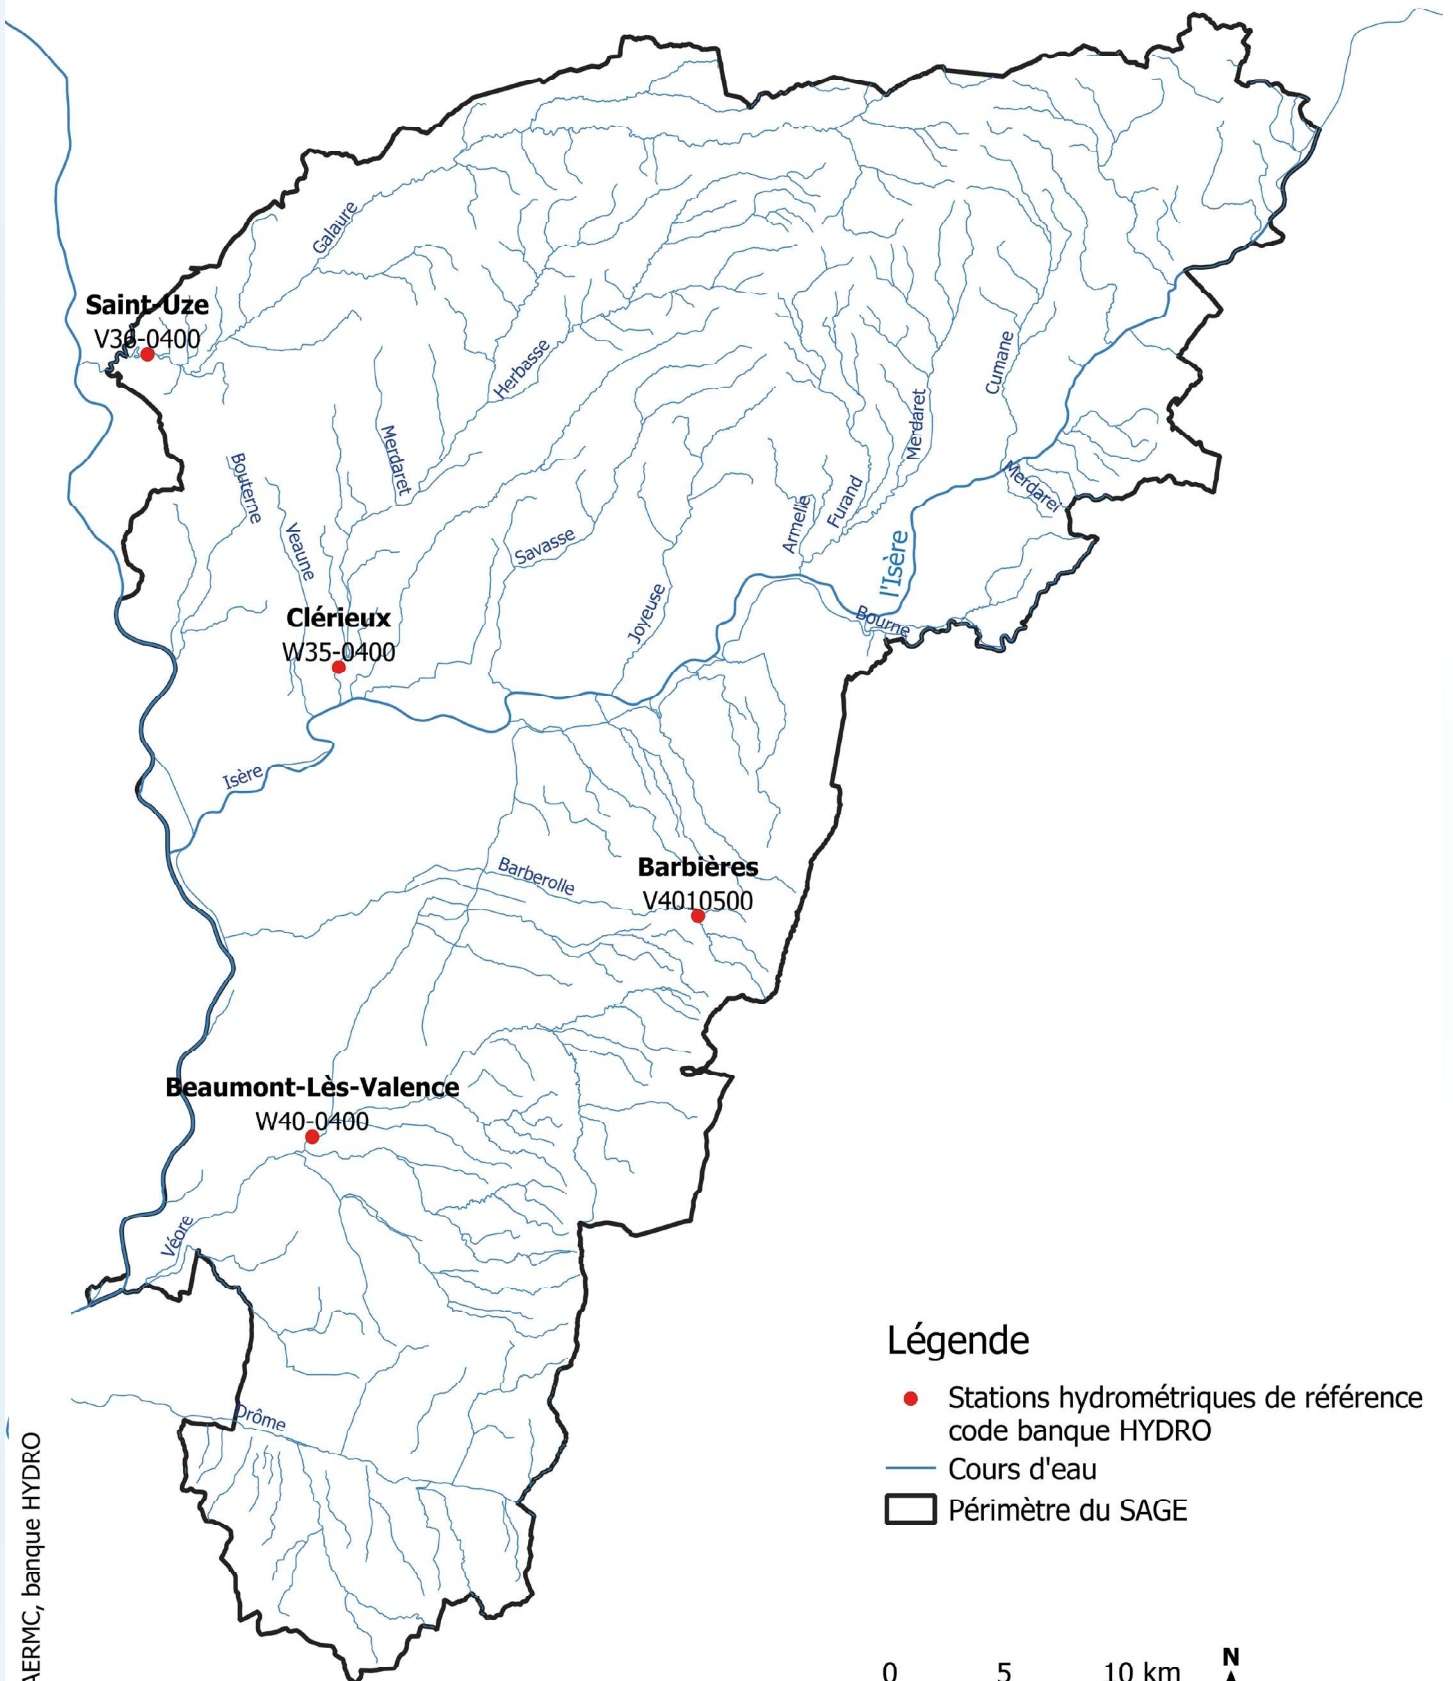 Galaure
Saint-Uze
V36-0400
Herbasse
Cumane
Merdaret
Merdaret
Bouterne
Merdaret
Veaune
Savasse
Armelle
Furand
l'Isère
Joyeuse
Bourne
Clérieux
W35-0400
Isère
Barberolle
Barbières
V4010500
Beaumont-Lès-Valence
W40-0400
Véore
Drôme
Légende
Stations hydrométriques de référence
code banque HYDRO
Cours d'eau
Périmètre du SAGE
0 5 10 km
N
AERMC, banque HYDRO